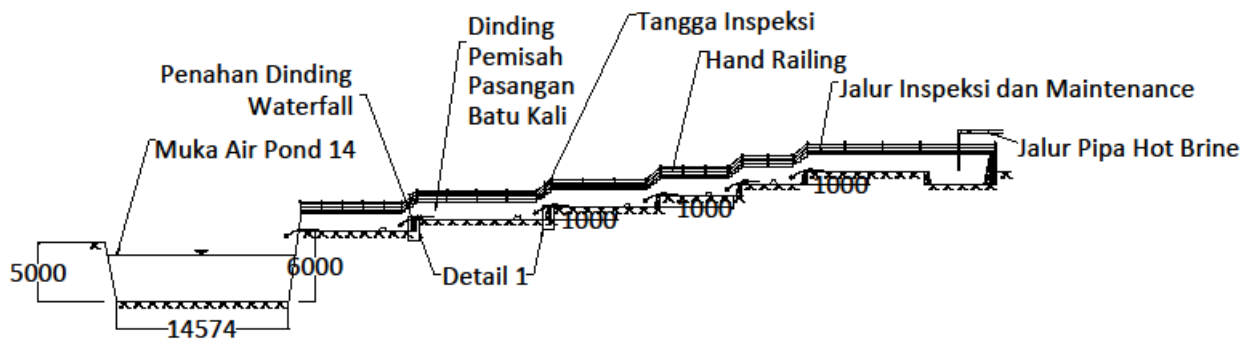 Dinding
Pemisah
Pasangan
Batu Kali
Tangga Inspeksi
Hand Railing
Penahan Dinding
Waterfall
Jalur Inspeksi dan Maintenance
Muka Air Pond 14
Jalur Pipa Hot Brine
1000
1000
1000
5000
6000
Detail 1
14574